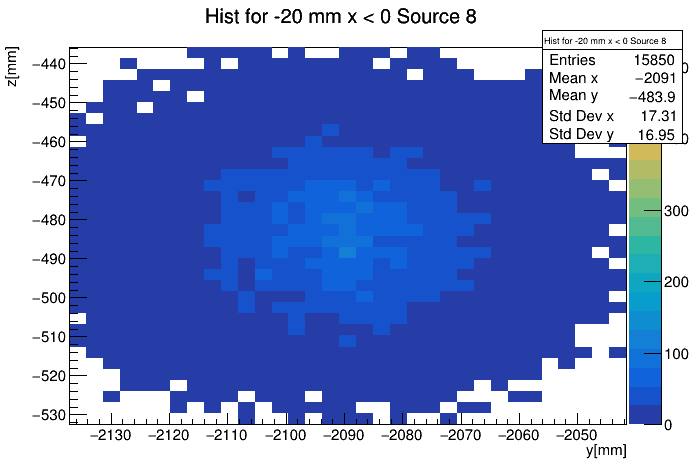 Hist for -20 mm x < 0 Source 8
Hist for -20 mm x < 0 Source 8
Entries 15850
Mean x −2091
Mean y −483.9
Std Dev x 17.31
Std Dev y 16.95
z[mm]
−440
−450
−460
−470
−480
−490
−500
−510
−520
−530
−2130 −2120 −2110 −2100 −2090 −2080 −2070 −2060 −2050
y[mm]
300
200
100
0